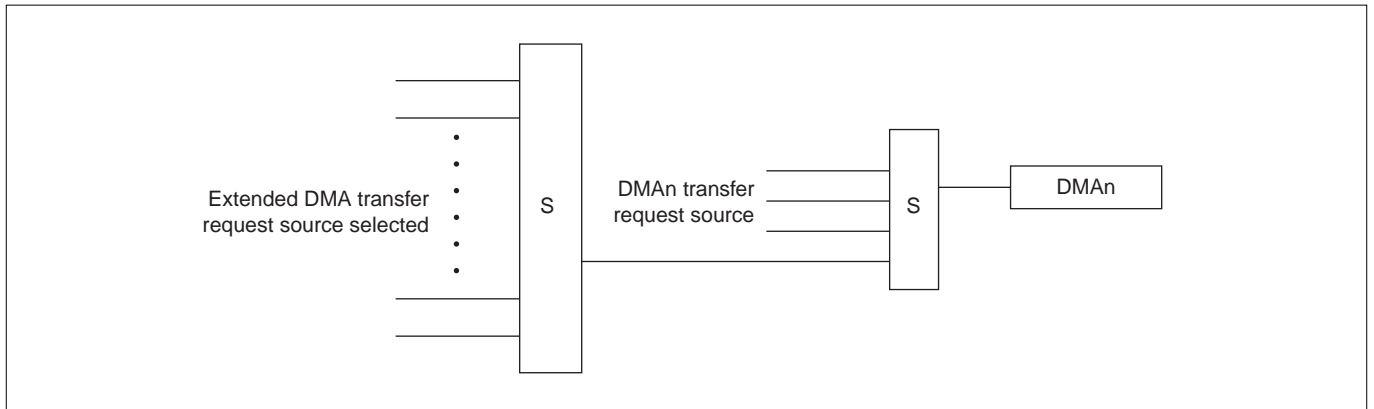 Extended DMA transfer
request source selected
S
DMAn transfer
request source
S
DMAn